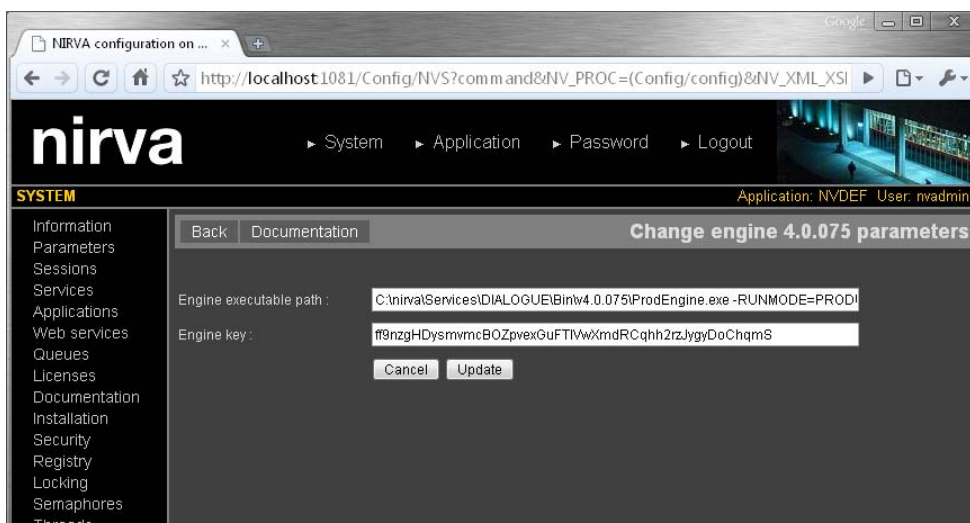 Google
NIRVA configuration on ...
http://localhost:1081/Config/NVS?command&NV_PROC=(Config/config)&NV_XML_XSI
nirva
► System ► Application ► Password ► Logout
SYSTEM
Application: NVDEF User: nvadmin
Information
Parameters
Sessions
Services
Applications
Web services
Queues
Licenses
Documentation
Installation
Security
Registry
Locking
Semaphores
Threads
Back Documentation
Change engine 4.0.075 parameters
Engine executable path :
C:\nirva\Services\DIALOGUE\Bin\v4.0.075\ProdEngine.exe -RUNMODE=PRODU
Engine key :
ff9nzgHDysmvmcBOZpvexGuFTIVwXmdRCqhh2rzJygyDoChqmS
Cancel Update